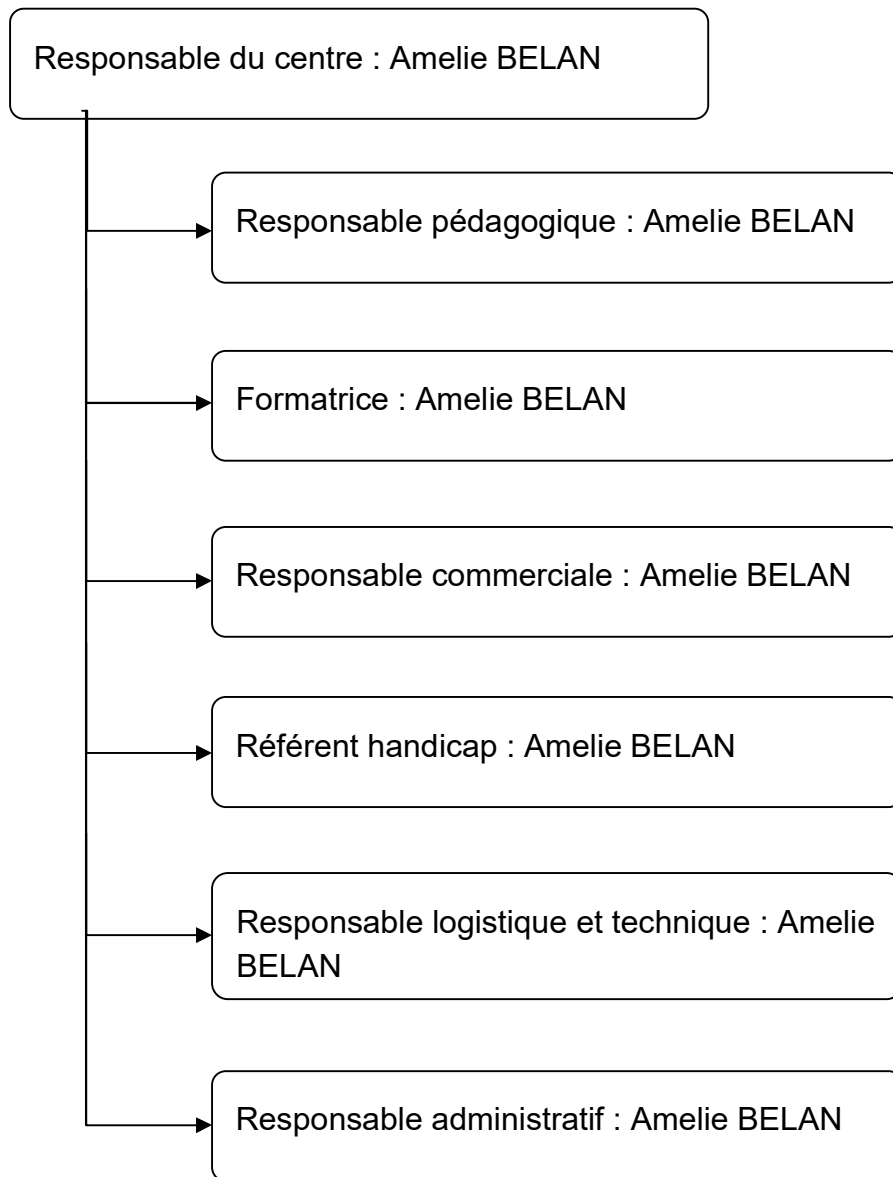 Responsable du centre : Amelie BELAN
Responsable pédagogique : Amelie BELAN
Formatrice : Amelie BELAN
Responsable commerciale : Amelie BELAN
Référent handicap : Amelie BELAN
Responsable logistique et technique : Amelie
BELAN
Responsable administratif : Amelie BELAN